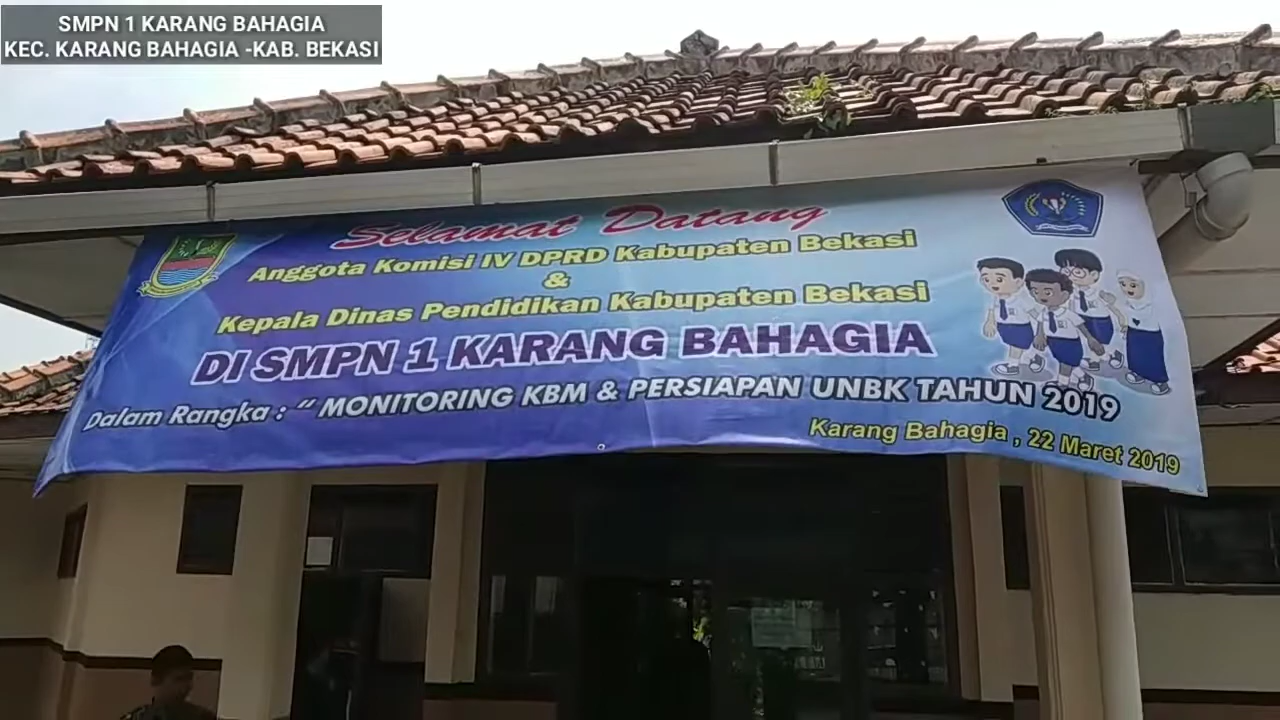 SMPN 1 KARANG BAHAGIA
KEC. KARANG BAHAGIA -KAB. BEKASI
Selamat Datang
Anggota Komisi IV DPRD Kabupaten Bekasi
&
Kepala Dinas Pendidikan Kabupaten Bekasi
DI SMPN 1 KARANG BAHAGIA
Dalam Rangka : “ MONITORING KBM & PERSIAPAN UNBK TAHUN 2019
Karang Bahagia , 22 Maret 2019